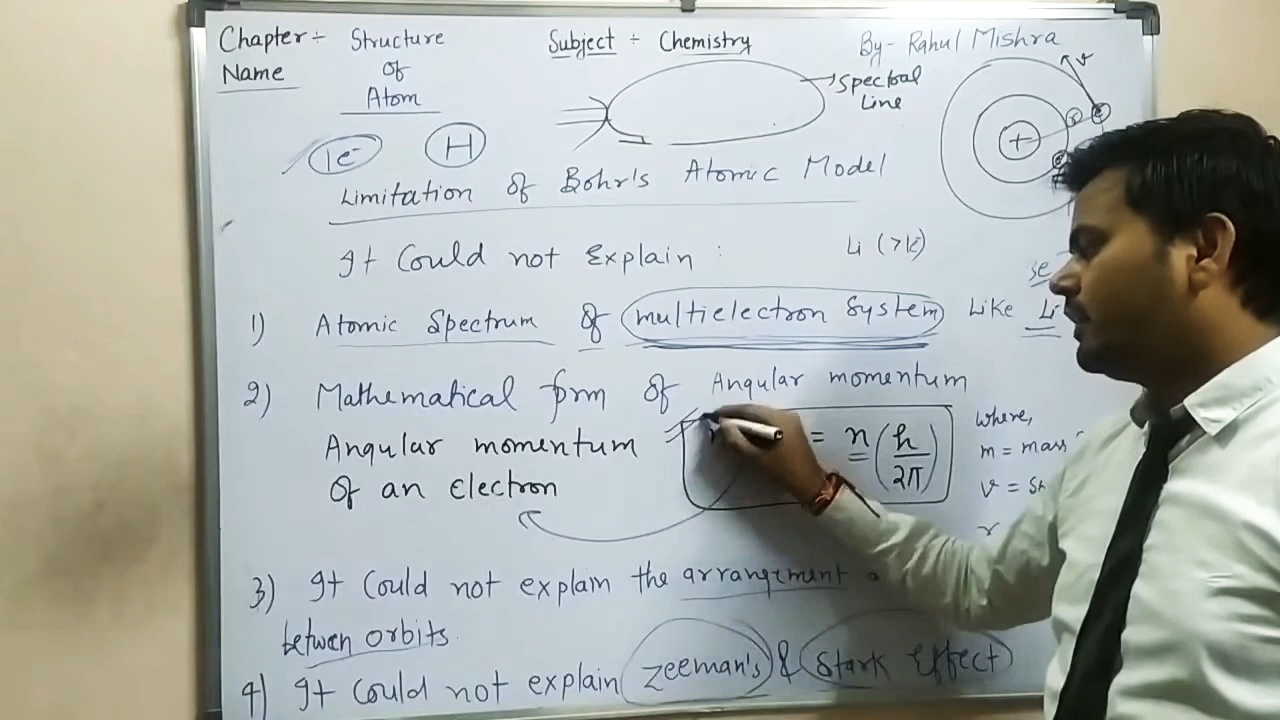 Chapter ÷ Structure
Name
Of
Atom
Subject ÷ Chemistry
By- Rahul Mishra
Spectral
Line
1e⁻
H
+
v
r
e
Limitation of Bohr's Atomic Model
It Could not Explain :
Li (>1e⁻)
1) Atomic Spectrum of multielectron System Like Li
2) Mathematical form of Angular momentum
Angular momentum
Of an Electron
= n (h/2π)
where,
m = mass
v =
r
3) It Could not explain the arrangement
betwen orbits
4) It Could not explain Zeeman's & Stark Effect